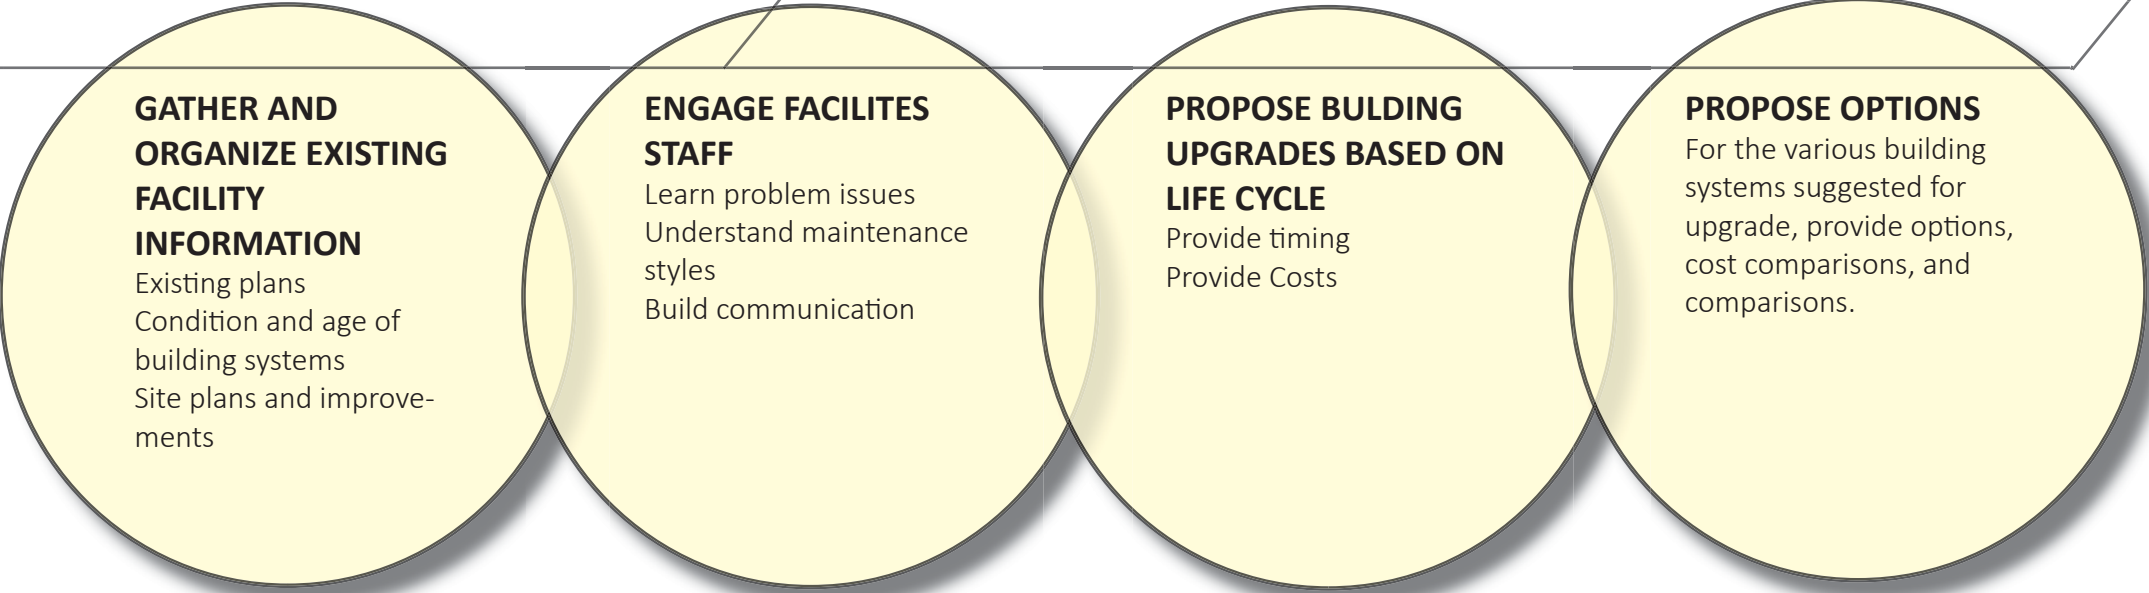 GATHER AND
ORGANIZE EXISTING
FACILITY
INFORMATION
Existing plans
Condition and age of
building systems
Site plans and improve-
ments
ENGAGE FACILITES
STAFF
Learn problem issues
Understand maintenance
styles
Build communication
PROPOSE BULDING
UPGRADES BASED ON
LIFE CYCLE
Provide timing
Provide Costs
PROPOSE OPTIONS
For the various building
systems suggested for
upgrade, provide options,
cost comparisons, and
comparisons.